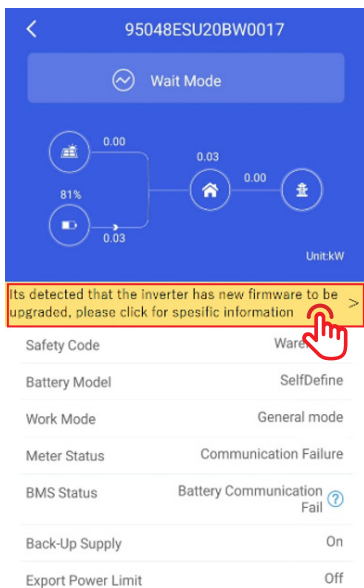 95048ESU20BW0017
Wait Mode
0.00
0.03
0.00
81%
0.03
Unit:kW
Its detected that the inverter has new firmware to be
upgraded, please click for spesific information >
Safety Code
Battery Model SelfDefine
Work Mode General mode
Meter Status Communication Failure
BMS Status Battery Communication
Fail ?
Back-Up Supply On
Export Power Limit Off